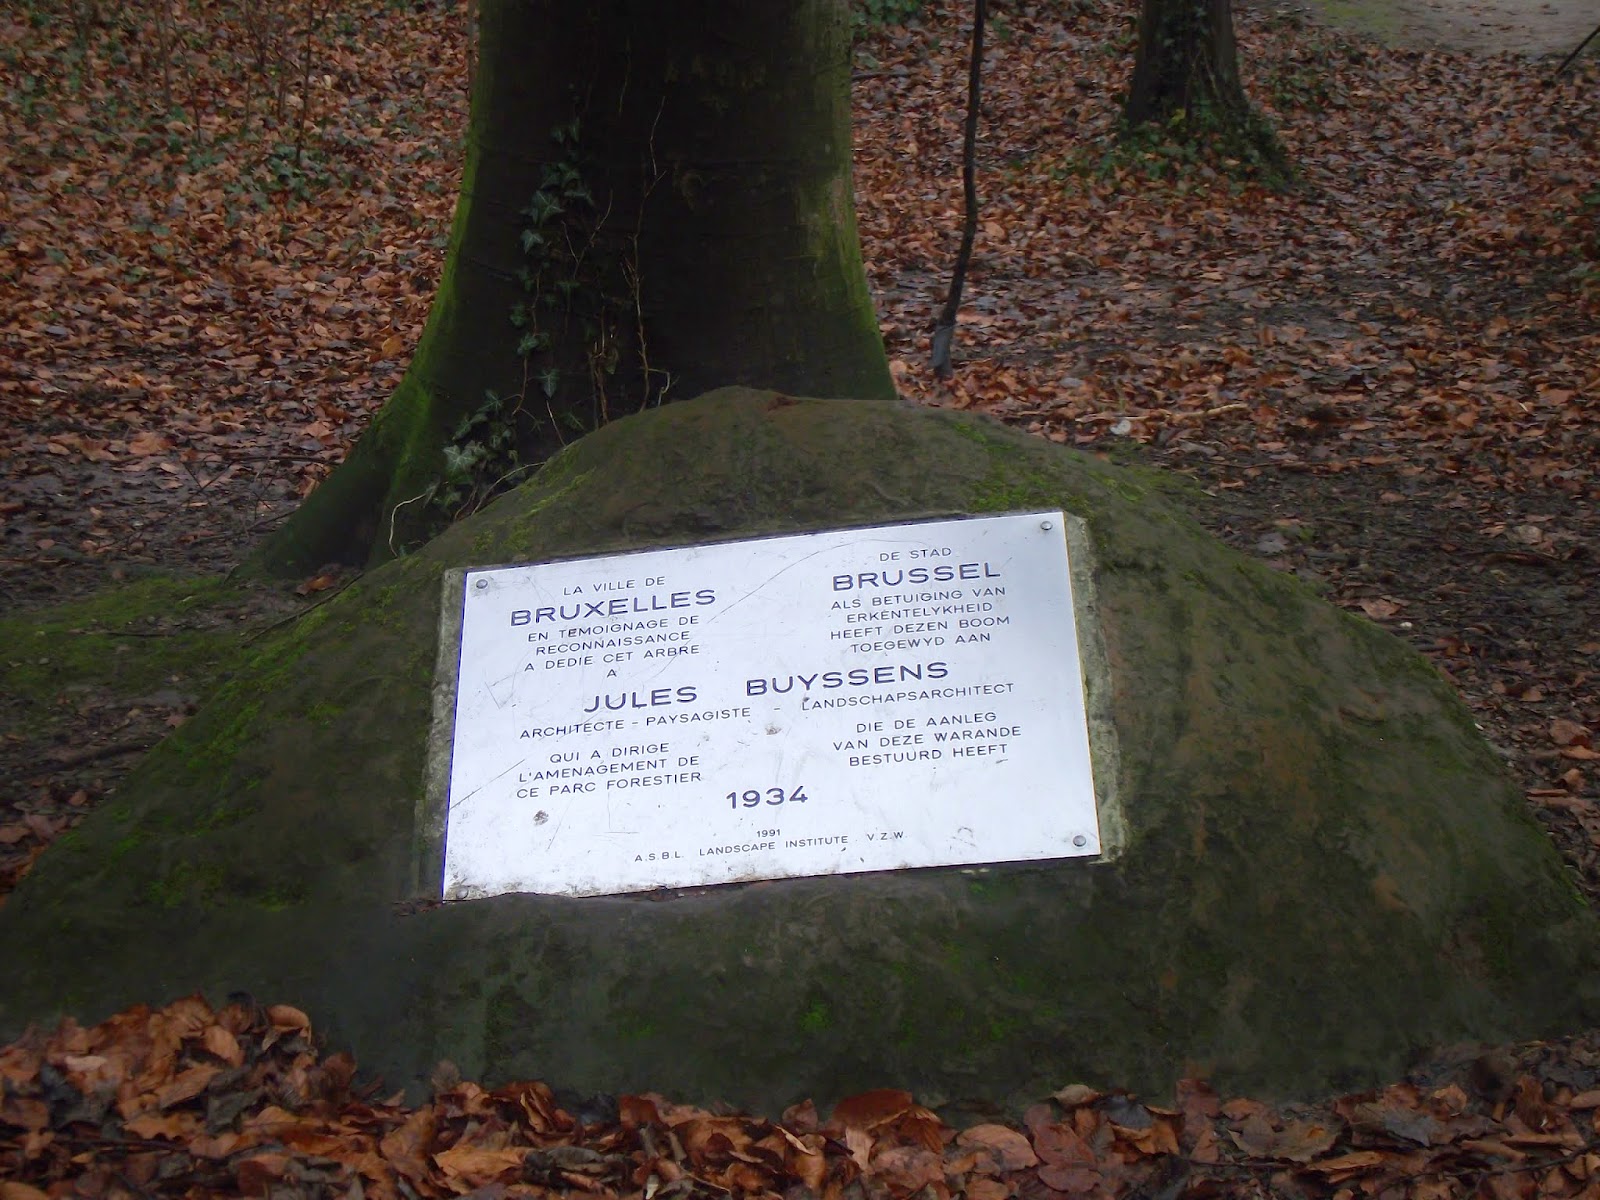 LA VILLE DE
BRUXELLES
EN TEMOIGNAGE DE
RECONNAISSANCE
A DEDIE CET ARBRE
A
DE STAD
BRUSSEL
ALS BETUIGING VAN
ERKENTELYKHEID
HEEFT DEZEN BOOM
TOEGEWYD AAN
JULES BUYSSENS
ARCHITECTE - PAYSAGISTE - LANDSCHAPSARCHITECT
QUI A DIRIGE
L'AMENAGEMENT DE
CE PARC FORESTIER
DIE DE AANLEG
VAN DEZE WARANDE
BESTUURD HEEFT
1934
1991
A.S.B.L. LANDSCAPE INSTITUTE V.Z.W.